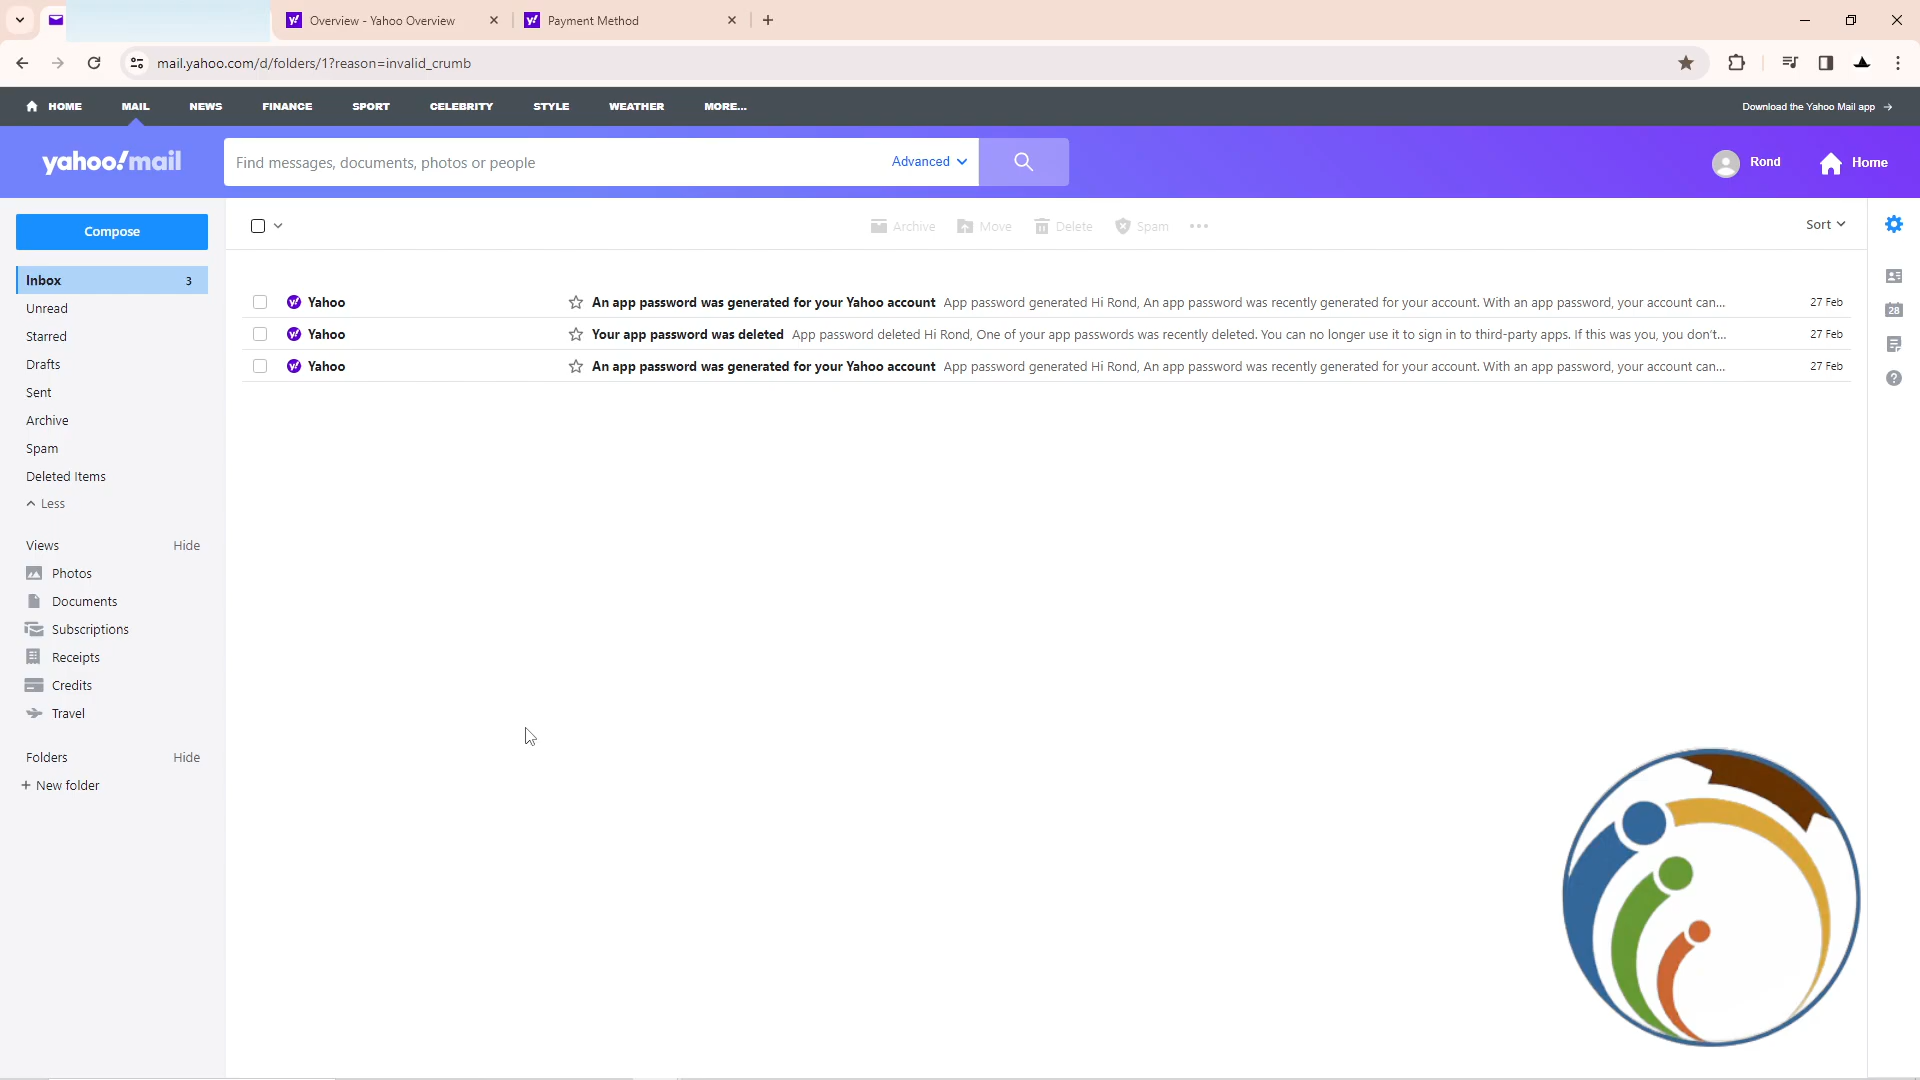 Overview - Yahoo Overview
Payment Method
mail.yahoo.com/d/folders/1?reason=invalid_crumb
HOME MAIL NEWS FINANCE SPORT CELEBRITY STYLE WEATHER MORE... Download the Yahoo Mail app →
yahoo!mail Find messages, documents, photos or people Advanced Rond Home
Compose Archive Move Delete Spam Sort
Inbox 3
Unread
Starred
Drafts
Sent
Archive
Spam
Deleted Items
Less
Views Hide
Photos
Documents
Subscriptions
Receipts
Credits
Travel
Folders Hide
+ New folder
Yahoo An app password was generated for your Yahoo account App password generated Hi Rond, An app password was recently generated for your account. With an app password, your account can... 27 Feb
Yahoo Your app password was deleted App password deleted Hi Rond, One of your app passwords was recently deleted. You can no longer use it to sign in to third-party apps. If this was you, you don't... 27 Feb
Yahoo An app password was generated for your Yahoo account App password generated Hi Rond, An app password was recently generated for your account. With an app password, your account can... 27 Feb
28